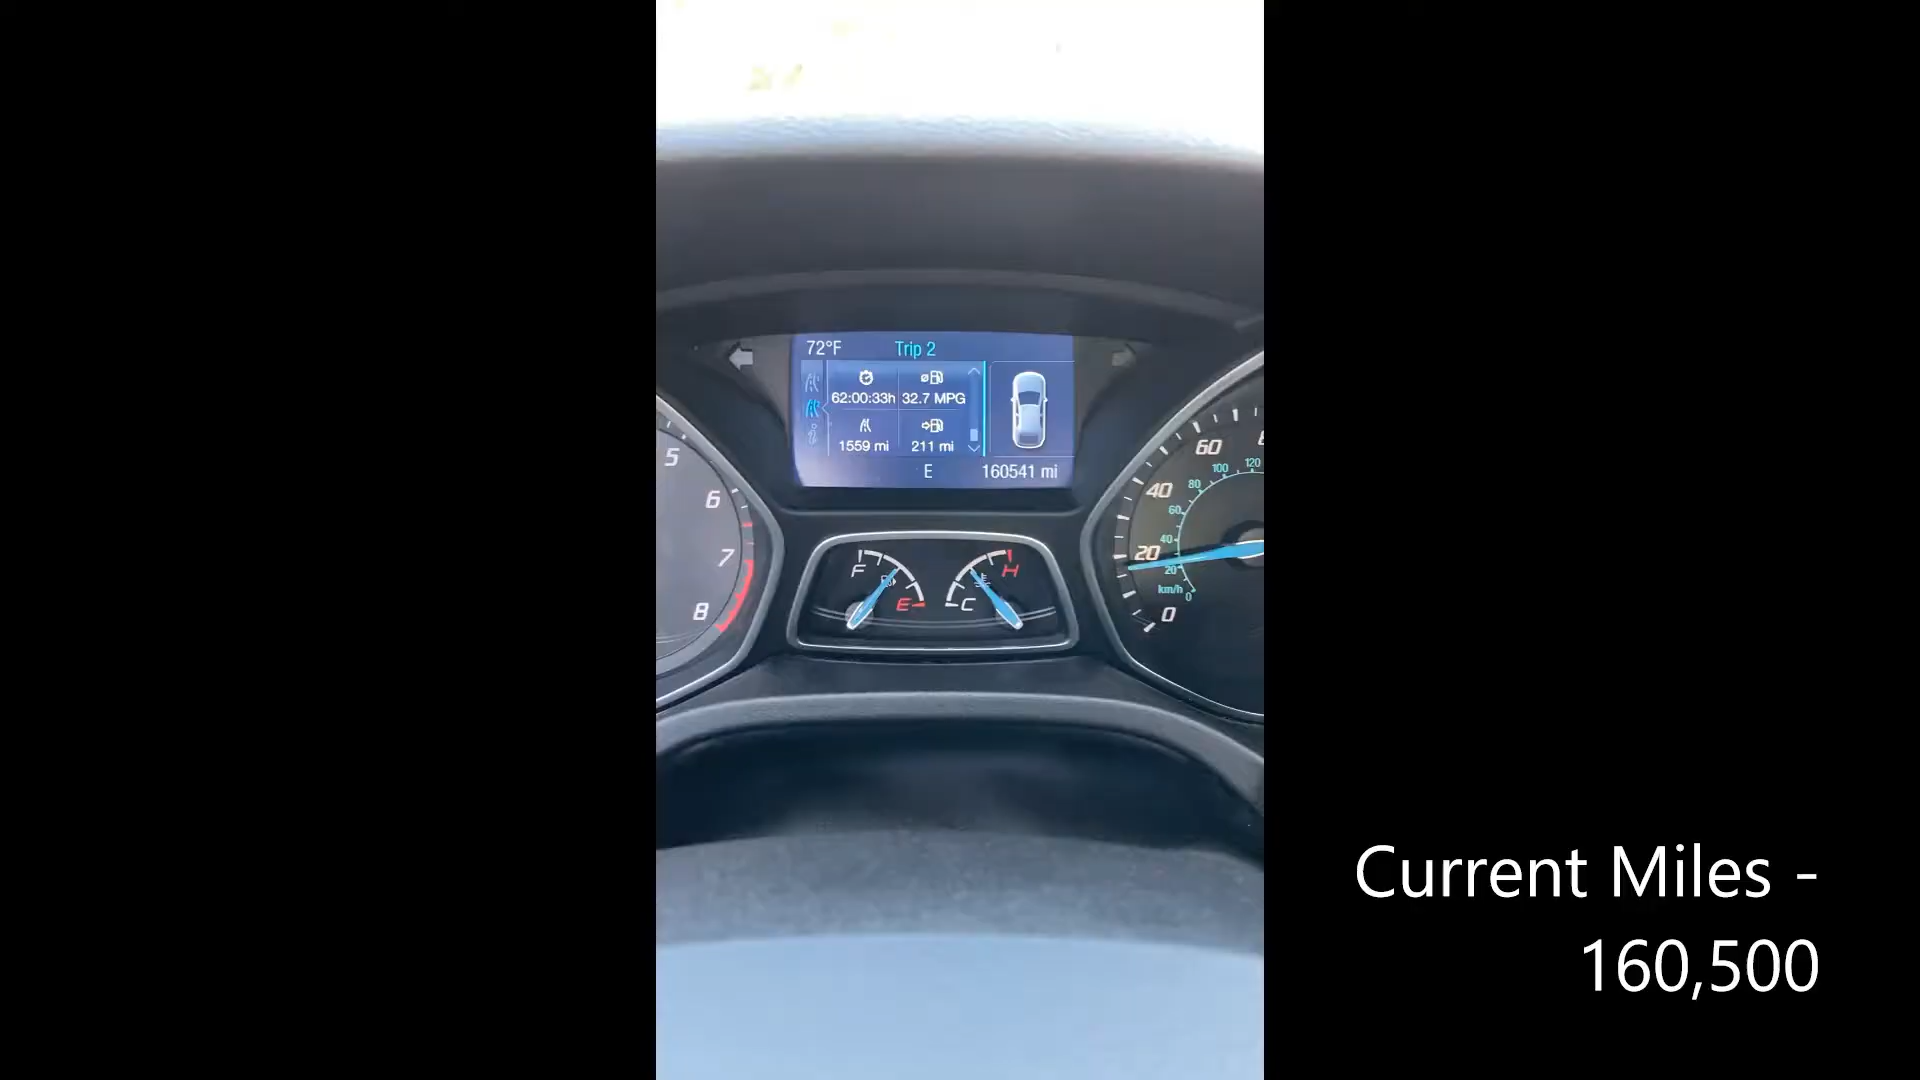 72°F Trip 2
62:00:33h 32.7 MPG
1559 mi 211 mi
E 160541 mi
5
6
7
8
F E
C H
60
40
20
0
120
100
80
60
40
20
0
km/h
Current Miles -
160,500